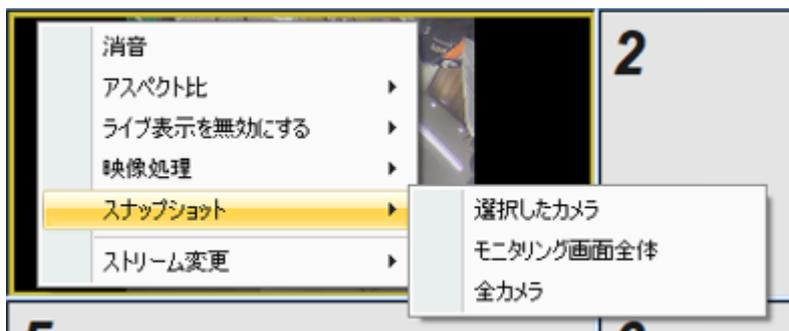 消音
アスペクト比
ライブ表示を無効にする
映像処理
スナップショット
ストリーム変更
選択したカメラ
モニタリング画面全体
全カメラ
2